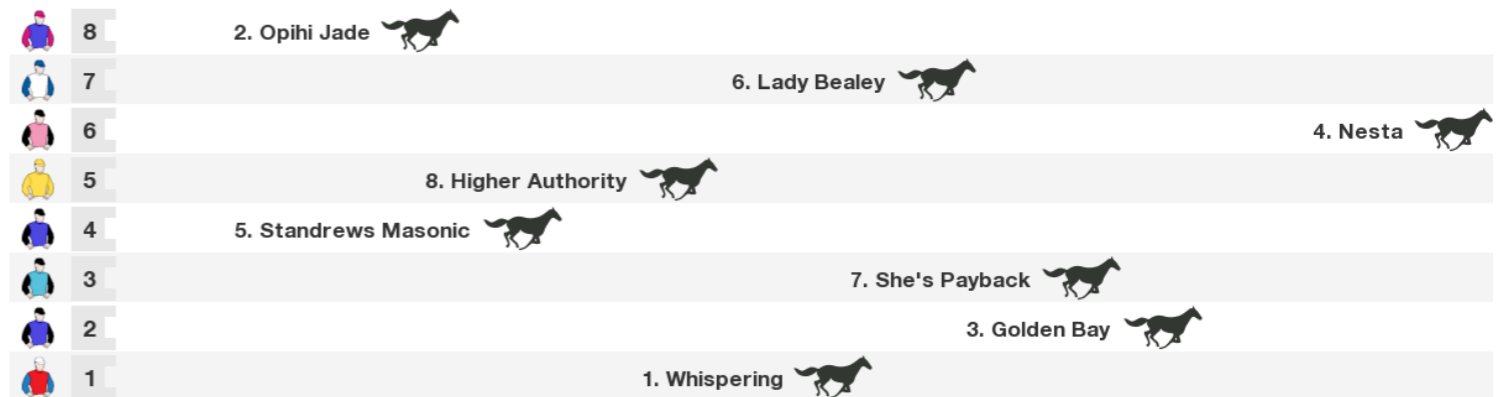 8 2. Opihi Jade
7 6. Lady Bealey
6 4. Nesta
5 8. Higher Authority
4 5. Standrews Masonic
3 7. She's Payback
2 3. Golden Bay
1 1. Whispering